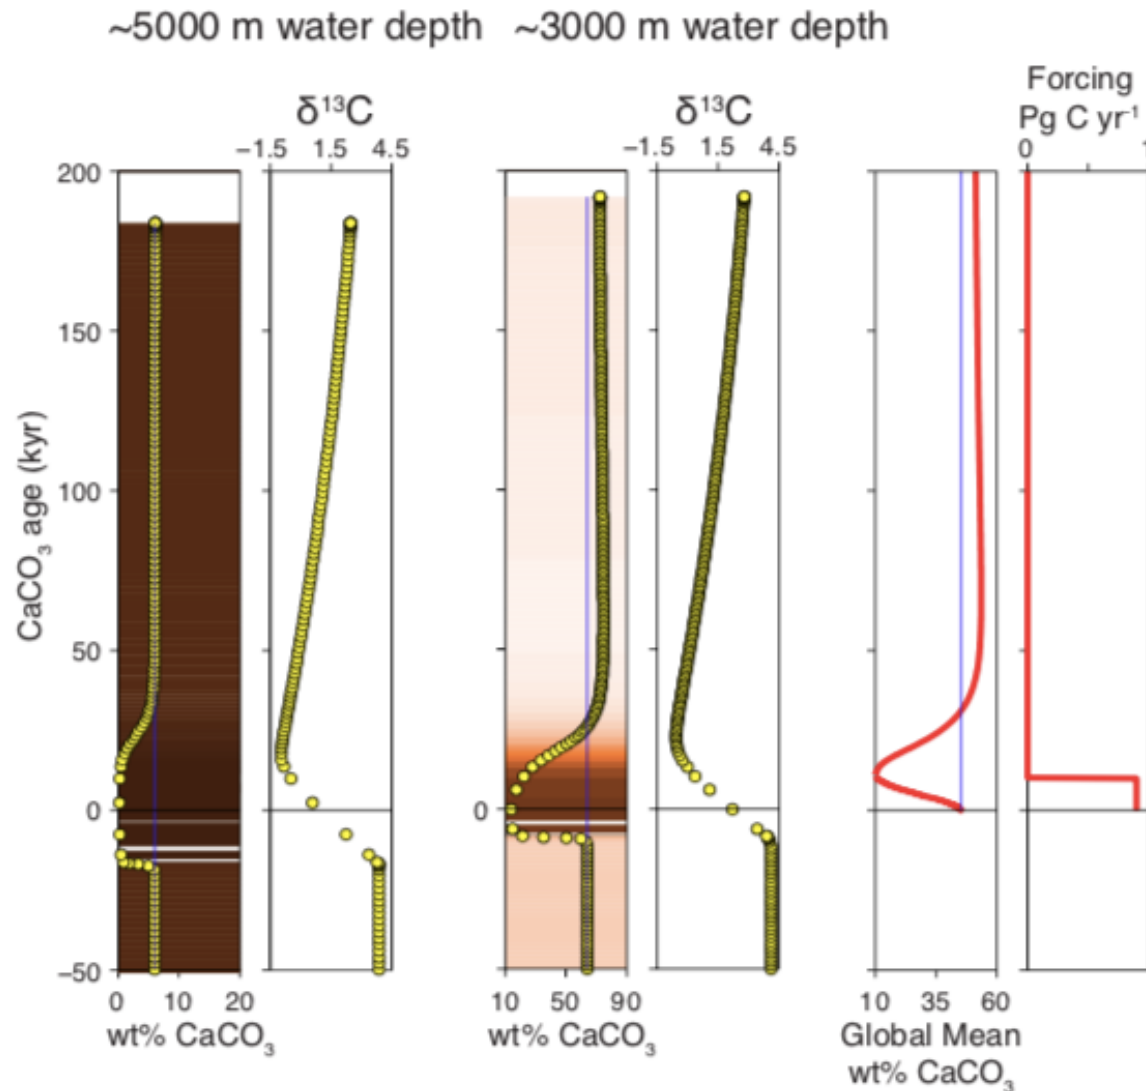 ~5000 m water depth ~3000 m water depth
δ¹³C
−1.5 1.5 4.5
δ¹³C
−1.5 1.5 4.5
Forcing
Pg C yr⁻¹
0 1
200
150
100
50
0
−50
CaCO₃ age (kyr)
0
0 10 20
wt% CaCO₃
10 50 90
wt% CaCO₃
10 35 60
Global Mean
wt% CaCO₃